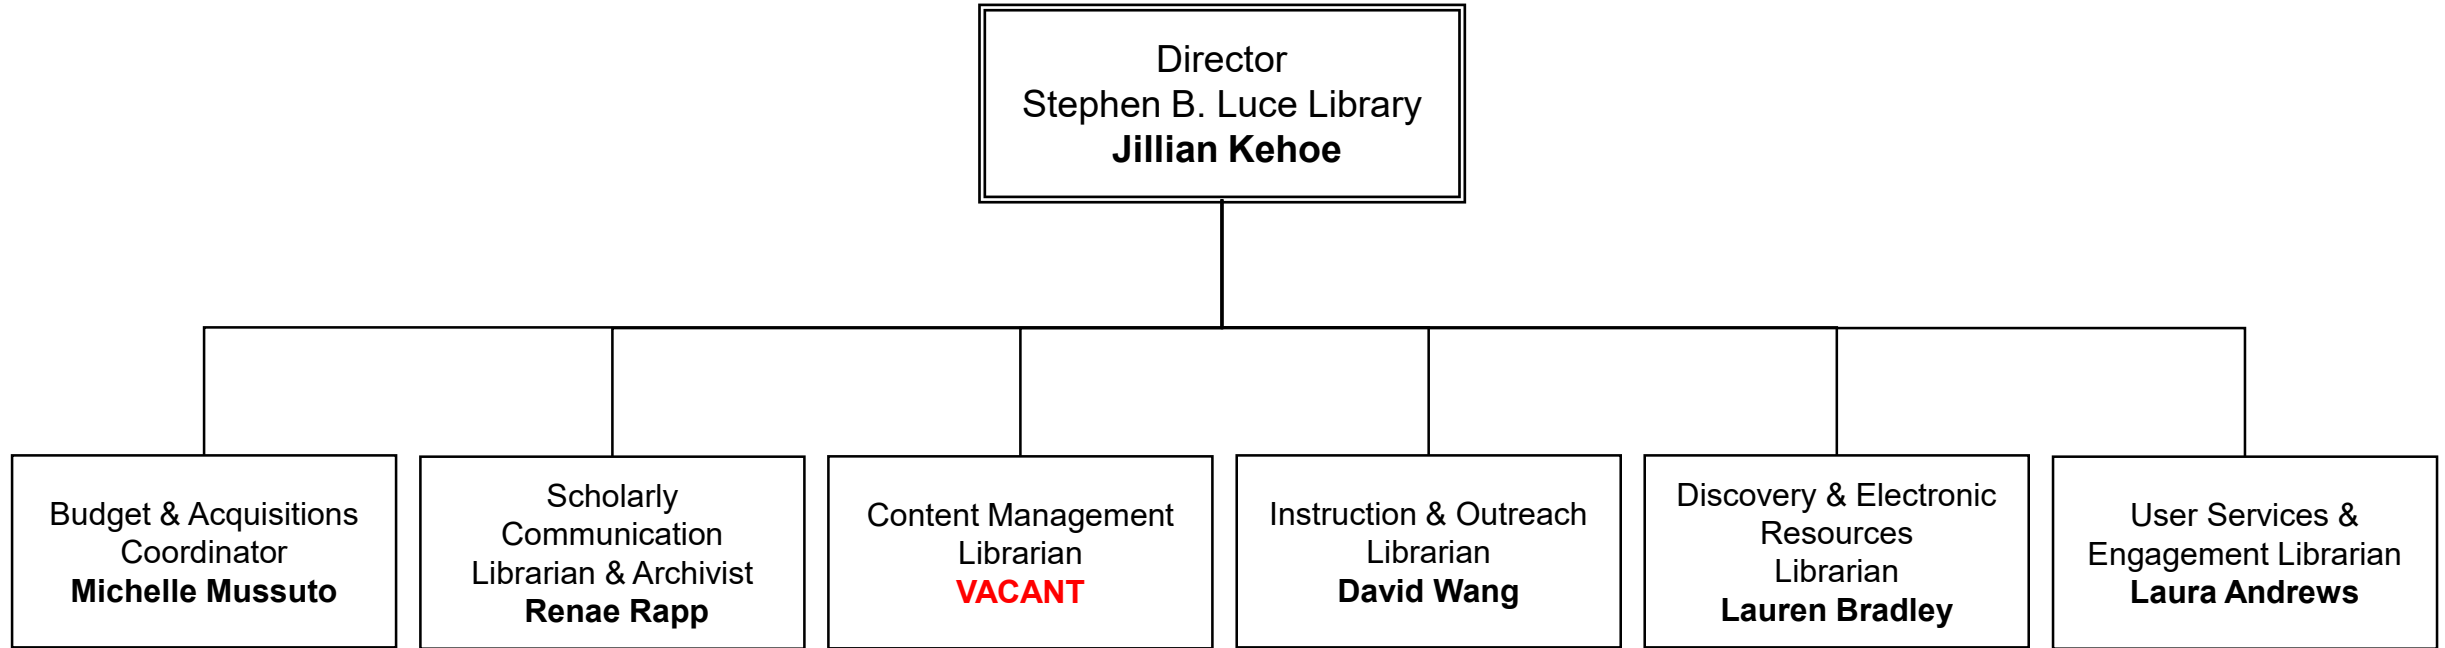 Director
Stephen B. Luce Library
Jillian Kehoe
Budget & Acquisitions
Coordinator
Michelle Mussuto
Scholarly
Communication
Librarian & Archivist
Renae Rapp
Content Management
Librarian
VACANT
Instruction & Outreach
Librarian
David Wang
Discovery & Electronic
Resources
Librarian
Lauren Bradley
User Services &
Engagement Librarian
Laura Andrews